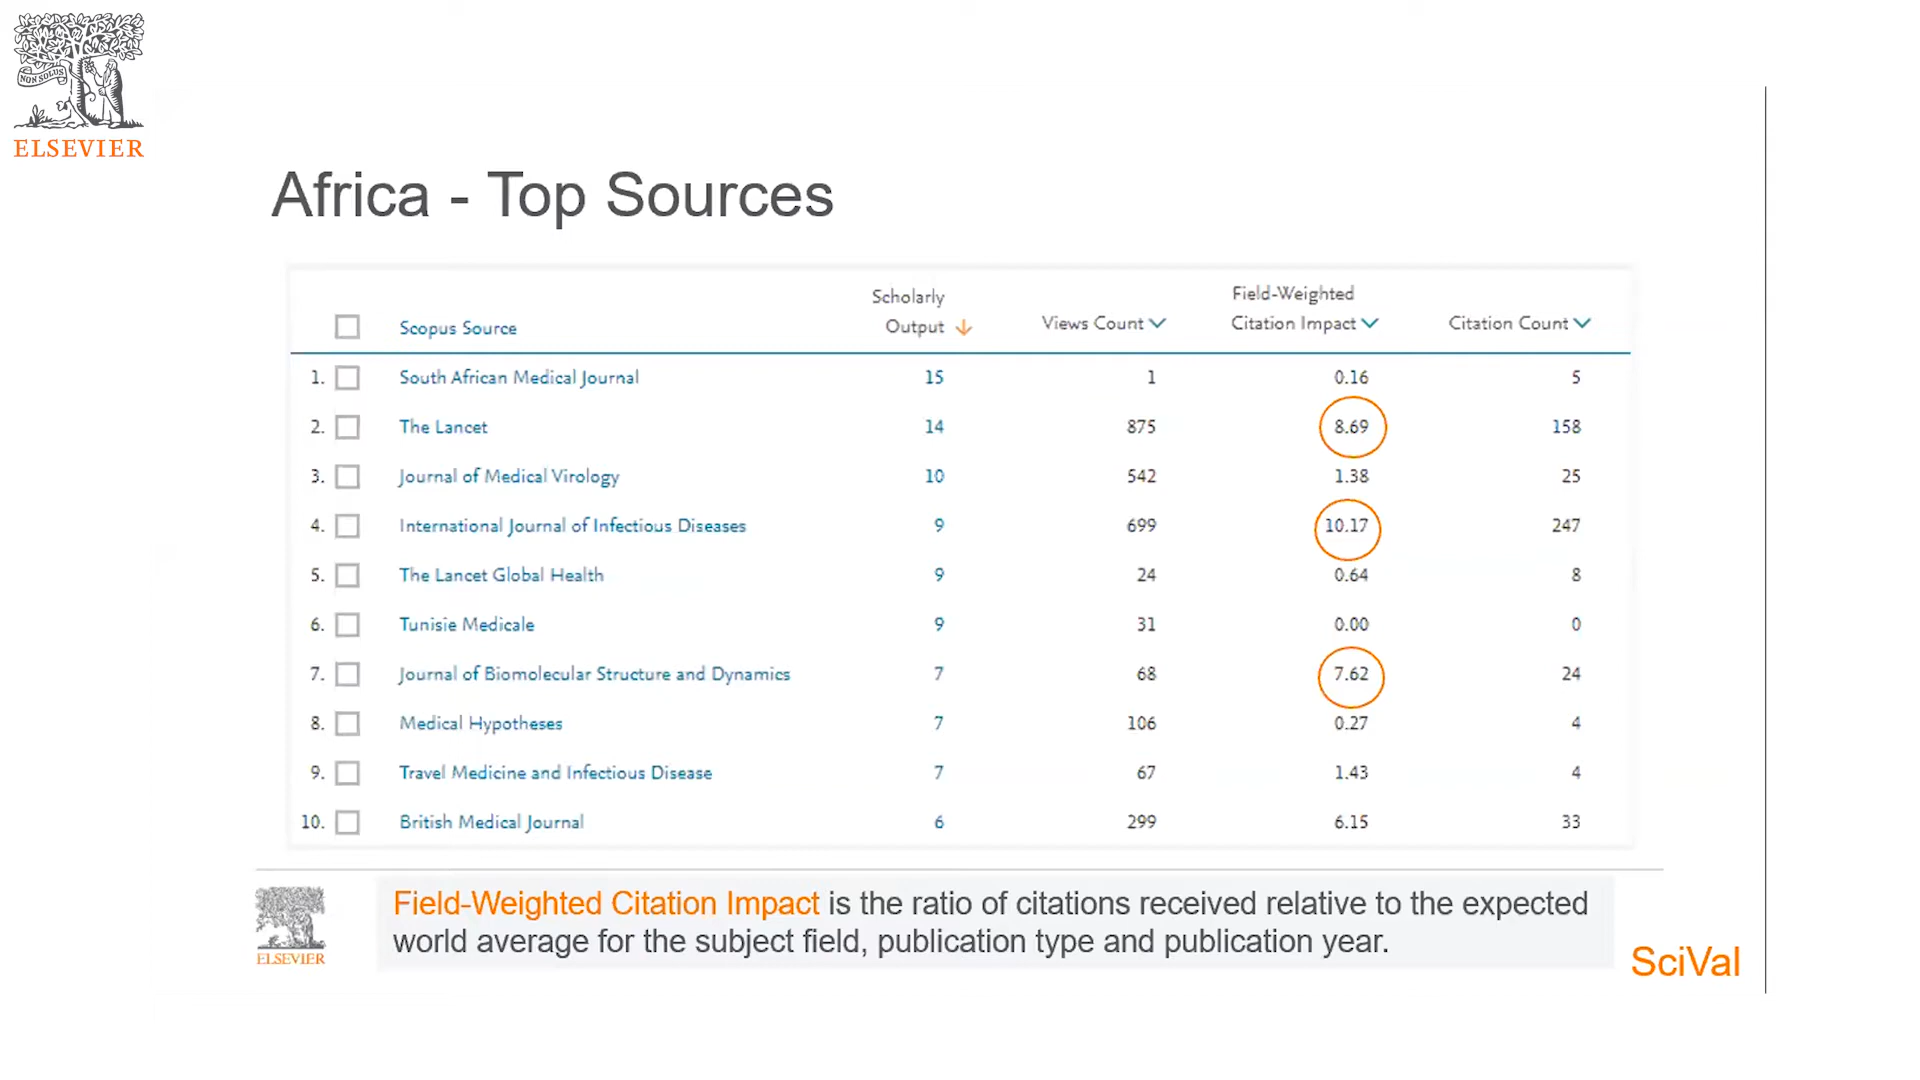 NON SOLUS
ELSEVIER
Africa - Top Sources
Scopus Source Scholarly Output Views Count Field-Weighted Citation Impact Citation Count
1. South African Medical Journal 15 1 0.16 5
2. The Lancet 14 875 8.69 158
3. Journal of Medical Virology 10 542 1.38 25
4. International Journal of Infectious Diseases 9 699 10.17 247
5. The Lancet Global Health 9 24 0.64 8
6. Tunisie Medicale 9 31 0.00 0
7. Journal of Biomolecular Structure and Dynamics 7 68 7.62 24
8. Medical Hypotheses 7 106 0.27 4
9. Travel Medicine and Infectious Disease 7 67 1.43 4
10. British Medical Journal 6 299 6.15 33
Field-Weighted Citation Impact is the ratio of citations received relative to the expected
world average for the subject field, publication type and publication year.
ELSEVIER
SciVal